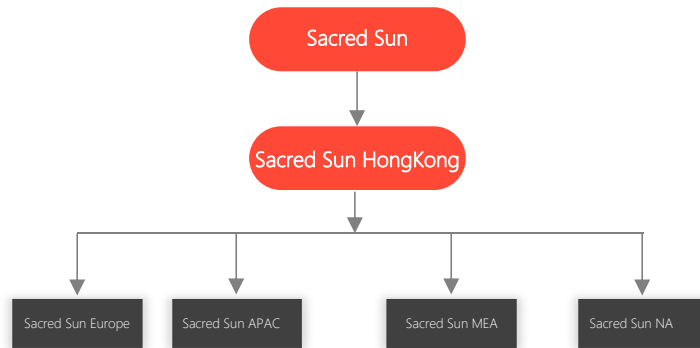 Sacred Sun
Sacred Sun HongKong
Sacred Sun Europe
Sacred Sun APAC
Sacred Sun MEA
Sacred Sun NA